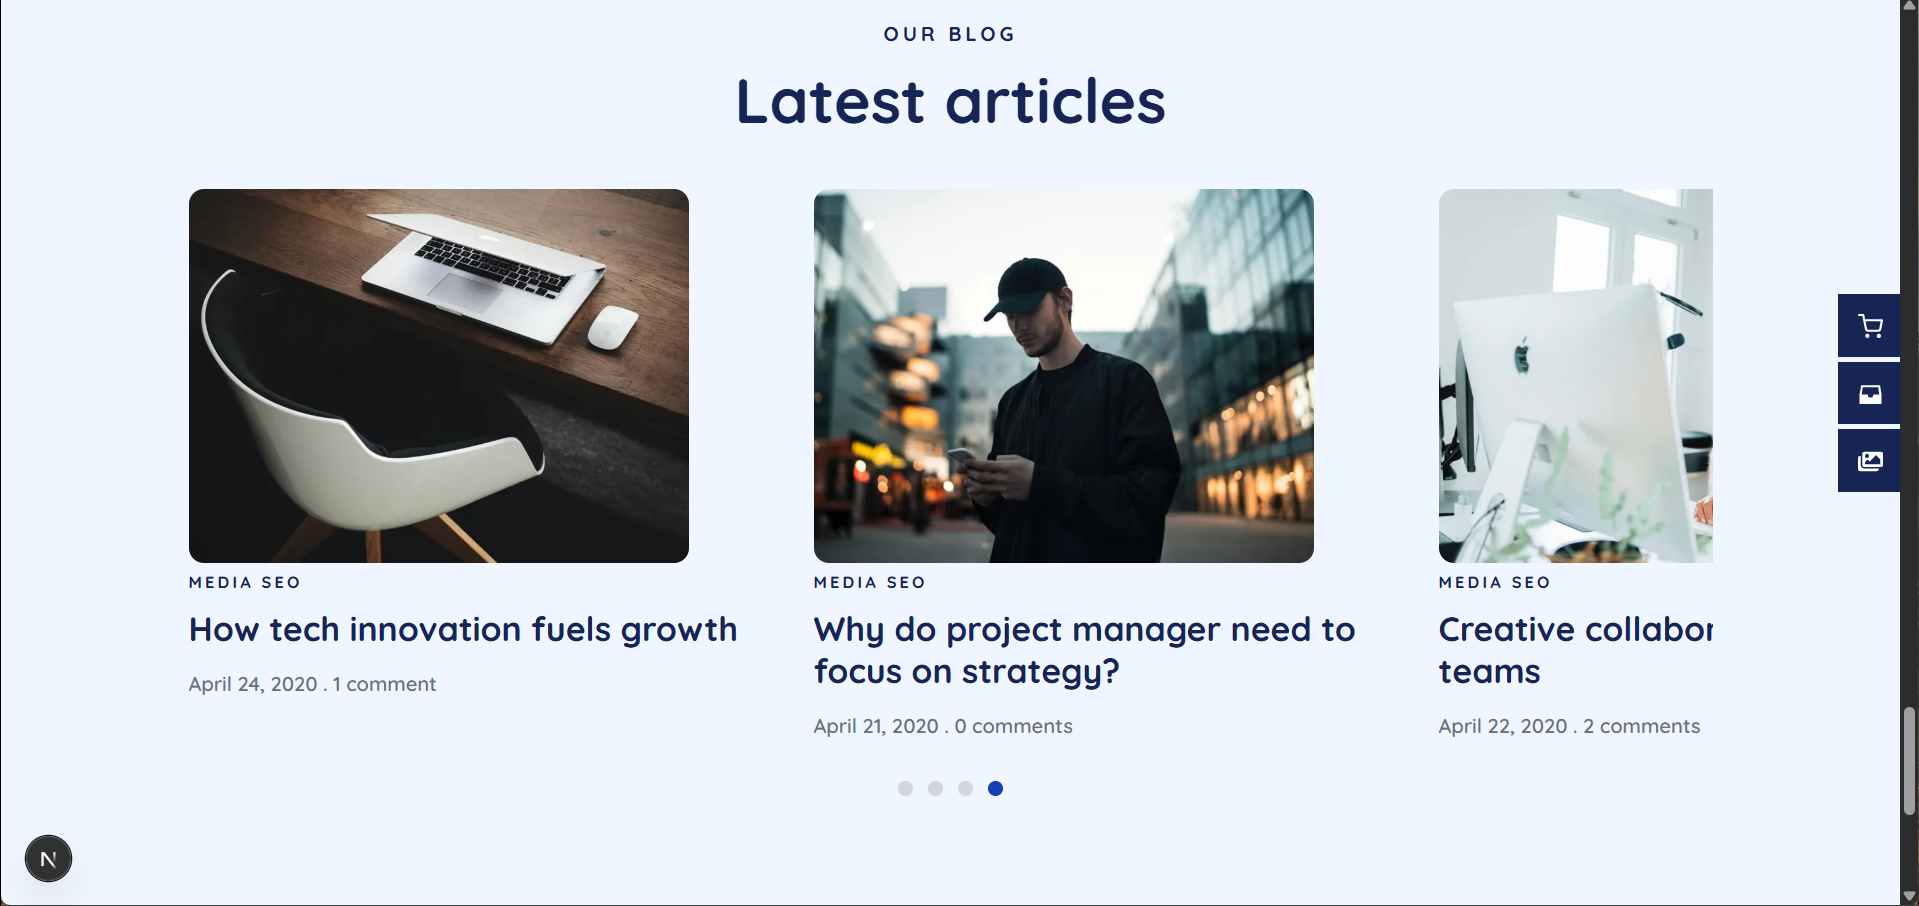 OUR BLOG
Latest articles
MEDIA SEO
How tech innovation fuels growth
April 24, 2020 . 1 comment
MEDIA SEO
Why do project manager need to
focus on strategy?
April 21, 2020 . 0 comments
MEDIA SEO
Creative collabor
teams
April 22, 2020 . 2 comments
N